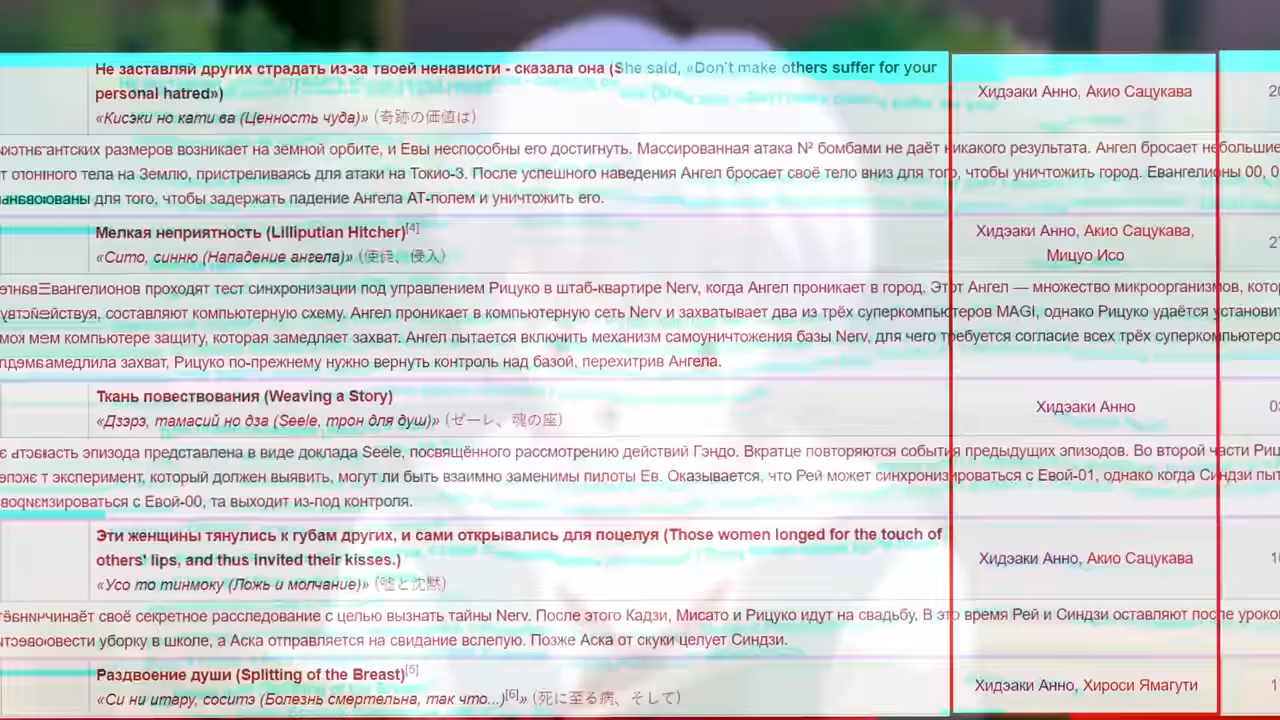 Не заставляй других страдать из-за твоей ненависти - сказала она (She said, «Don't make others suffer for your
personal hatred»)
«Кисэки но кати ва (Ценность чуда)» (奇跡の価値は)
Хидэаки Анно, Акио Сацукава
размеров возникает на земной орбите, и Евы неспособны его достигнуть. Массированная атака N² бомбами не даёт никакого результата. Ангел бросает небольшие
тела на Землю, пристреливаясь для атаки на Токио-3. После успешного наведения Ангел бросает своё тело вниз для того, чтобы уничтожить город. Евангелионы 00, 0
для того, чтобы задержать падение Ангела АТ-полем и уничтожить его.
Мелкая неприятность (Lilliputian Hitcher)[4]
«Сито, синню (Нападение ангела)» (使徒、侵入)
Хидэаки Анно, Акио Сацукава,
Мицуо Исо
проходят тест синхронизации под управлением Рицуко в штаб-квартире Nerv, когда Ангел проникает в город. Этот Ангел — множество микроорганизмов, котор
составляют компьютерную схему. Ангел проникает в компьютерную сеть Nerv и захватывает два из трёх суперкомпьютеров MAGI, однако Рицуко удаётся установит
компьютере защиту, которая замедляет захват. Ангел пытается включить механизм самоуничтожения базы Nerv, для чего требуется согласие всех трёх суперкомпьютеро
захват, Рицуко по-прежнему нужно вернуть контроль над базой, перехитрив Ангела.
Ткань повествования (Weaving a Story)
«Дзэрэ, тамасий но дза (Seele, трон для душ)» (ゼーレ、魂の座)
Хидэаки Анно
эпизода представлена в виде доклада Seele, посвящённого рассмотрению действий Гэндо. Вкратце повторяются события предыдущих эпизодов. Во второй части Риц
эксперимент, который должен выявить, могут ли быть взаимно заменимы пилоты Ев. Оказывается, что Рей может синхронизироваться с Евой-01, однако когда Синдзи пыт
с Евой-00, та выходит из-под контроля.
Эти женщины тянулись к губам других, и сами открывались для поцелуя (Those women longed for the touch of
others' lips, and thus invited their kisses.)
«Усо то тинмоку (Ложь и молчание)» (嘘と沈黙)
Хидэаки Анно, Акио Сацукава
своё секретное расследование с целью вызнать тайны Nerv. После этого Кадзи, Мисато и Рицуко идут на свадьбу. В это время Рей и Синдзи оставляют после уроко
уборку в школе, а Аска отправляется на свидание вслепую. Позже Аска от скуки целует Синдзи.
Раздвоение души (Splitting of the Breast)[5]
«Си ни итару, соситэ (Болезнь смертельна, так что...)[6]» (死に至る病、そして)
Хидэаки Анно, Хироси Ямагути